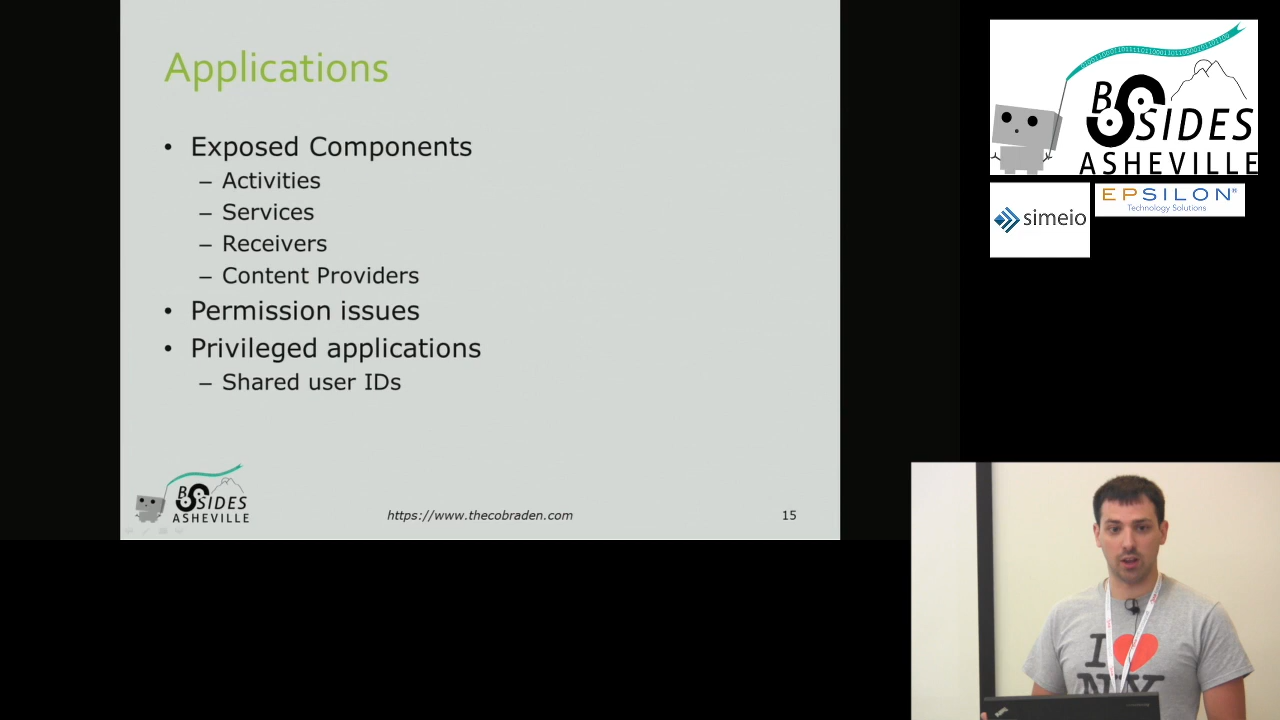 Applications
• Exposed Components
– Activities
– Services
– Receivers
– Content Providers
• Permission issues
• Privileged applications
– Shared user IDs
BSIDES
ASHEVILLE
https://www.thecobraden.com
15
BSIDES
ASHEVILLE
simeio
EPSILON®
Technology Solutions
I
NY